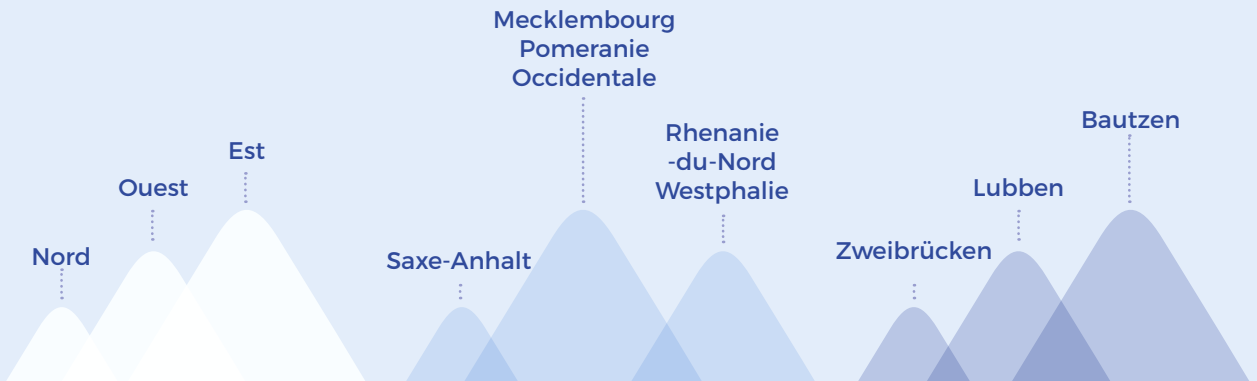 Nord
Ouest
Est
Saxe-Anhalt
Mecklembourg
Pomeranie
Occidentale
Rhenanie
-du-Nord
Westphalie
Zweibrücken
Lubben
Bautzen